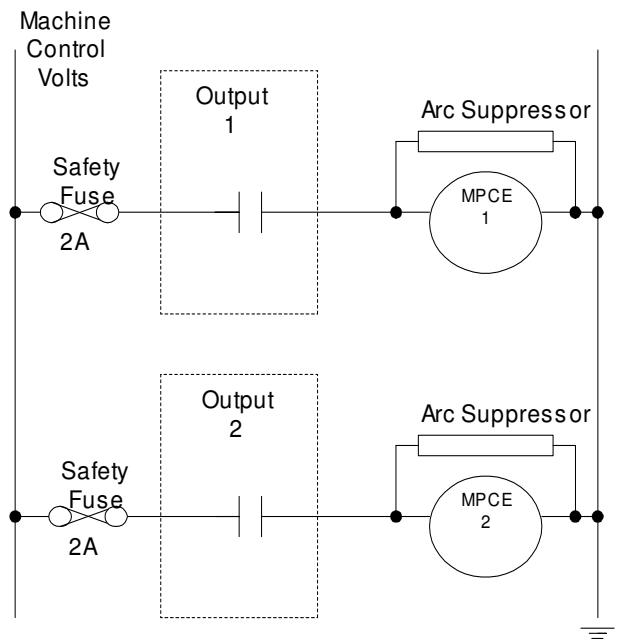 Machine
Control
Volts
Output
1
Arc Suppressor
Safety
Fuse
2A
MPCE
1
Output
2
Arc Suppressor
Safety
Fuse
2A
MPCE
2